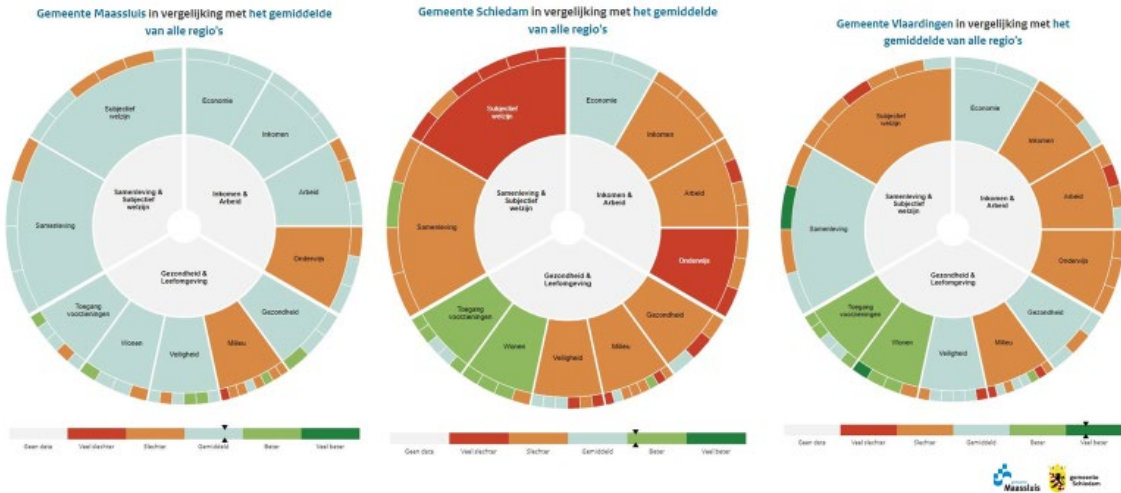 Gemeente Maassluis in vergelijking met het gemiddelde
van alle regio's
Economie
Inkomen
Arbeid
Onderwijs
Gezondheid
Milieu
Veiligheid
Wonen
Toegang
voorzieningen
Samenleving
Subjectief
welzijn
Samenleving &
Subjectief
welzijn
Inkomen &
Arbeid
Gezondheid &
Leefomgeving
Geen data
Veel slechter
Slechter
Gemiddeld
Beter
Veel beter
Gemeente Schiedam in vergelijking met het gemiddelde
van alle regio's
Economie
Inkomen
Arbeid
Onderwijs
Gezondheid
Milieu
Veiligheid
Wonen
Toegang
voorzieningen
Samenleving
Subjectief
welzijn
Samenleving &
Subjectief
welzijn
Inkomen &
Arbeid
Gezondheid &
Leefomgeving
Geen data
Veel slechter
Slechter
Gemiddeld
Beter
Veel beter
Gemeente Vlaardingen in vergelijking met het
gemiddelde van alle regio's
Economie
Inkomen
Arbeid
Onderwijs
Gezondheid
Milieu
Veiligheid
Wonen
Toegang
voorzieningen
Samenleving
Subjectief
welzijn
Samenleving &
Subjectief
welzijn
Inkomen &
Arbeid
Gezondheid &
Leefomgeving
Geen data
Veel slechter
Slechter
Gemiddeld
Beter
Veel beter
gemeente
Maassluis
gemeente
Schiedam